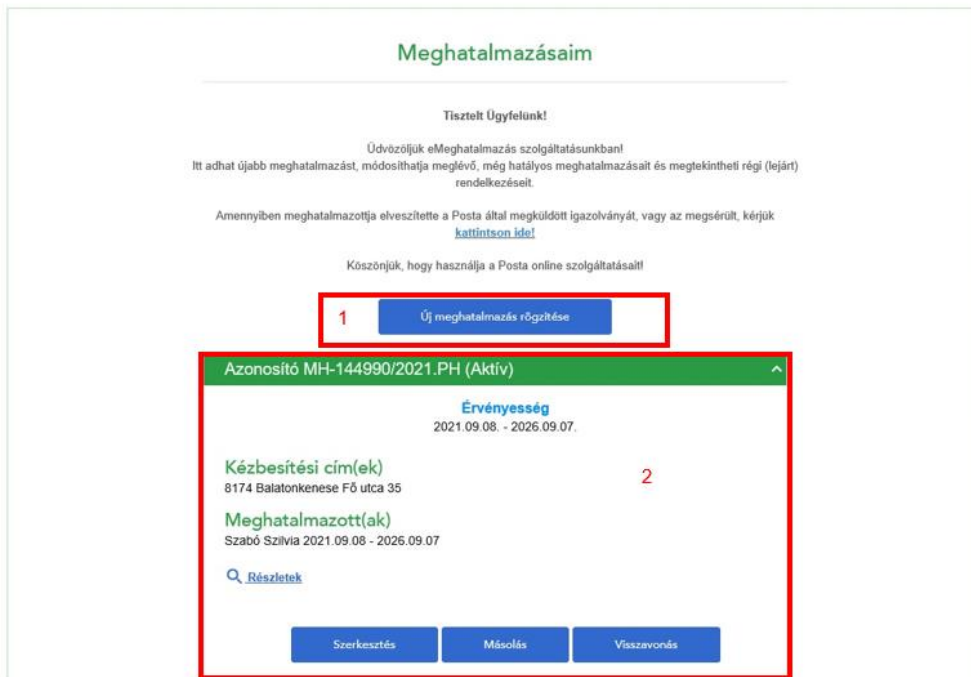 Meghatalmazásaim
Tisztelt Ügyfelünk!
Üdvözöljük eMeghatalmazás szolgáltatásunkban!
Itt adhat újabb meghatalmazást, módosíthatja meglévő, még hatályos meghatalmazásait és megtekintheti régi (lejárt)
rendelkezéseit.
Amennyiben meghatalmazottja elveszítette a Posta által megküldött igazolványát, vagy az megsérült, kérjük
kattintson ide!
Köszönjük, hogy használja a Posta online szolgáltatásait!
1 Új meghatalmazás rögzítése
Azonosító MH-144990/2021.PH (Aktív)
Érvényesség
2021.09.08. - 2026.09.07.
Kézbesítési cím(ek)
8174 Balatonkenese Fő utca 35
2
Meghatalmazott(ak)
Szabó Szilvia 2021.09.08 - 2026.09.07
Részletek
Szerkesztés Másolás Visszavonás